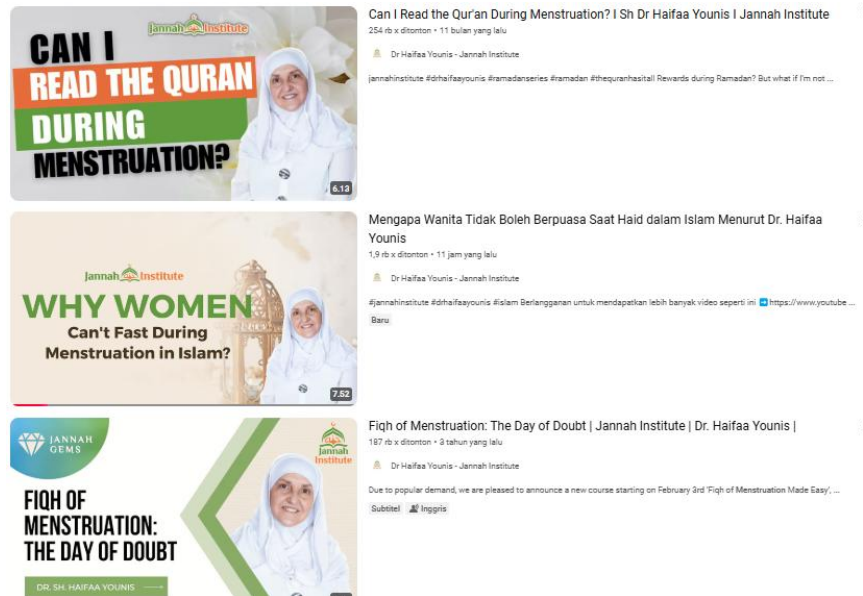 Jannah Institute
CAN I
READ THE QURAN
DURING
MENSTRUATION?
6.13
Can I Read the Qur'an During Menstruation? I Sh Dr Haifaa Younis I Jannah Institute
254 rb x ditonton • 11 bulan yang lalu
Dr Haifaa Younis - Jannah Institute
jannahinstitute #drhaifaayounis #ramadanseries #ramadan #thequranhasitall Rewards during Ramadan? But what if I'm not ...
Jannah Institute
WHY WOMEN
Can't Fast During
Menstruation in Islam?
7.52
Mengapa Wanita Tidak Boleh Berpuasa Saat Haid dalam Islam Menurut Dr. Haifaa
Younis
1,9 rb x ditonton • 11 jam yang lalu
Dr Haifaa Younis - Jannah Institute
#jannahinstitute #drhaifaayounis #islam Berlangganan untuk mendapatkan lebih banyak video seperti ini ➡https://www.youtube ...
Baru
JANNAH
GEMS
Jannah
Institute
FIQH OF
MENSTRUATION:
THE DAY OF DOUBT
DR. SH. HAIFAA YOUNIS
Fiqh of Menstruation: The Day of Doubt | Jannah Institute | Dr. Haifaa Younis |
187 rb x ditonton • 3 tahun yang lalu
Dr Haifaa Younis - Jannah Institute
Due to popular demand, we are pleased to announce a new course starting on February 3rd 'Fiqh of Menstruation Made Easy', ...
Subtitel Inggris